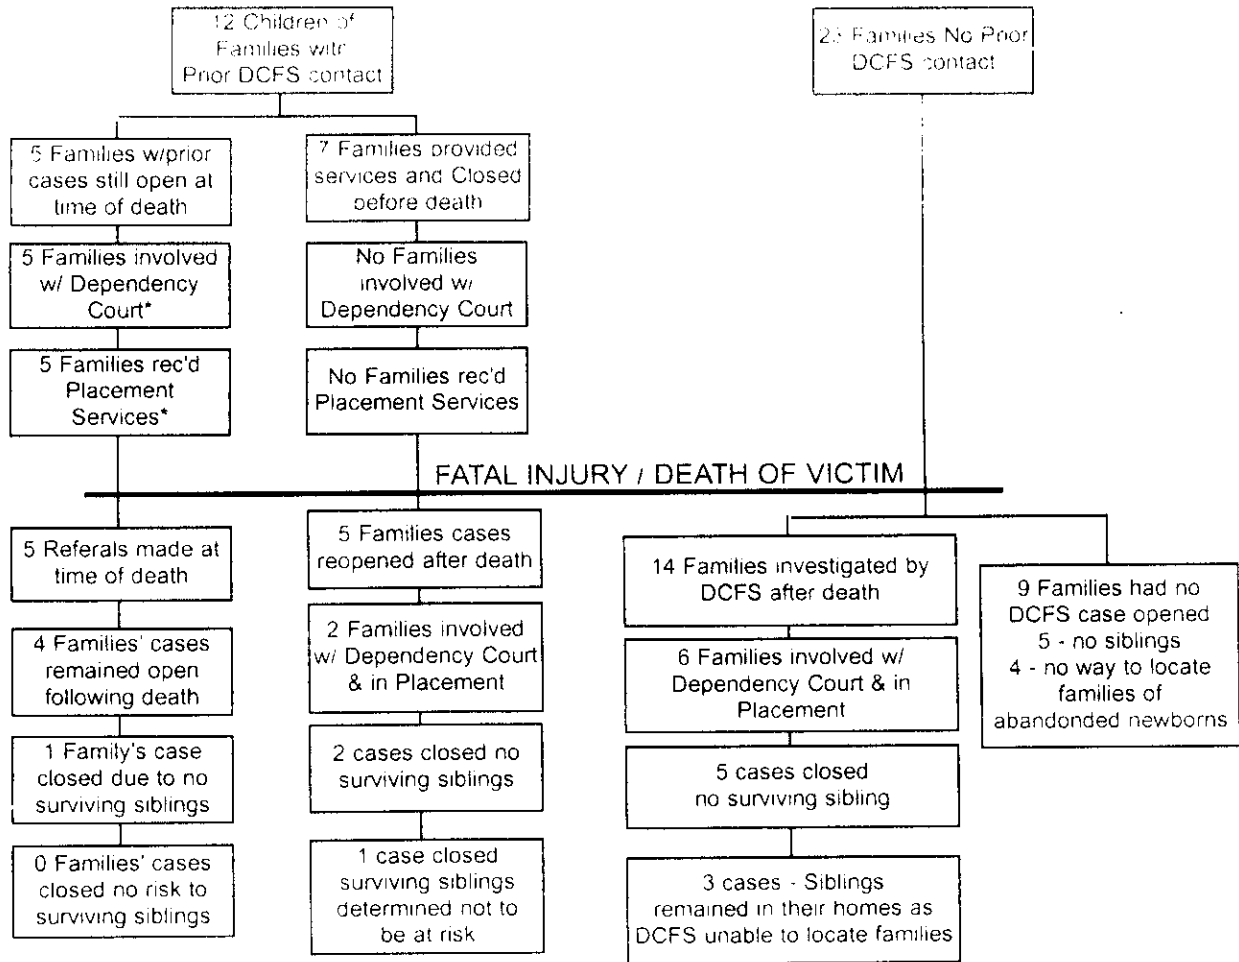 12 Children of
Families with
Prior DCFS contact
23 Families No Prior
DCFS contact
5 Families w/prior
cases still open at
time of death
7 Families provided
services and Closed
before death
5 Families involved
w/ Dependency
Court*
No Families
involved w/
Dependency Court
5 Families rec'd
Placement
Services*
No Families rec'd
Placement Services
FATAL INJURY / DEATH OF VICTIM
5 Referrals made at
time of death
5 Families cases
reopened after death
14 Families investigated by
DCFS after death
9 Families had no
DCFS case opened
5 - no siblings
4 - no way to locate
families of
abandonded newborns
4 Families' cases
remained open
following death
2 Families involved
w/ Dependency Court
& in Placement
6 Families involved w/
Dependency Court & in
Placement
1 Family's case
closed due to no
surviving siblings
2 cases closed no
surviving siblings
5 cases closed
no surviving sibling
0 Families' cases
closed no risk to
surviving siblings
1 case closed
surviving siblings
determined not to
be at risk
3 cases - Siblings
remained in their homes as
DCFS unable to locate families